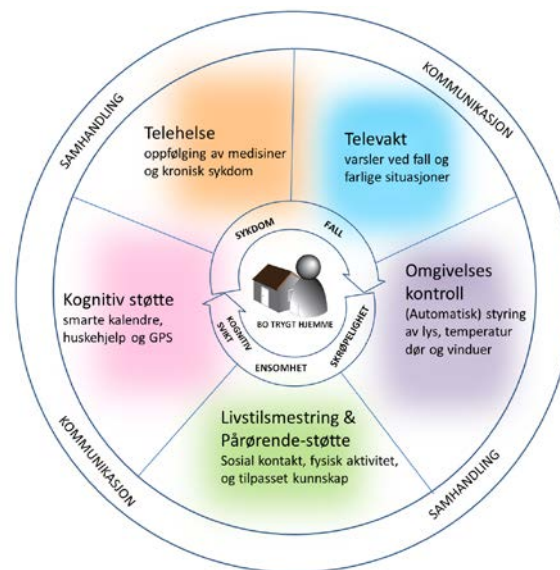 SAMHANDLING
KOMMUNIKASJON
Telehelse
oppfølging av medisiner
og kronisk sykdom
Televakt
varsler ved fall og
farlige situasjoner
SYKDOM
FALL
Kognitiv støtte
smarte kalendre,
huskehjelp og GPS
BO TRYGT HJEMME
Omgivelses
kontroll
(Automatisk) styring
av lys, temperatur
dør og vinduer
KOGNITIV
SVIKT
ENSOMHET
SKRØPELIGHET
Livstilsmestring &
Pårørende-støtte
Sosial kontakt, fysisk aktivitet,
og tilpasset kunnskap
KOMMUNIKASJON
SAMHANDLING